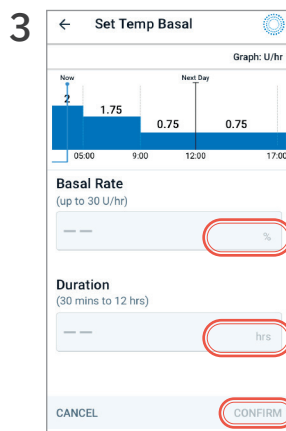 3
Set Temp Basal
Graph: U/hr
Now
Next Day
2
1.75
0.75
0.75
05:00
9:00
12:00
17:00
Basal Rate
(up to 30 U/hr)
-- %
Duration
(30 mins to 12 hrs)
-- hrs
CANCEL
CONFIRM